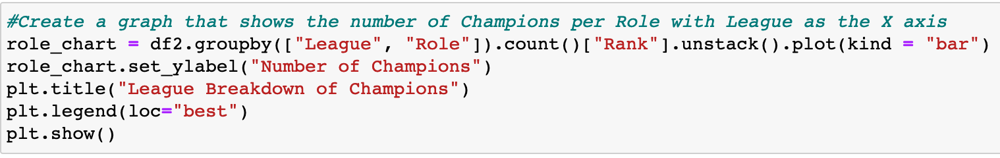 #Create a graph that shows the number of Champions per Role with League as the X axis
role_chart = df2.groupby(["League", "Role"]).count()["Rank"].unstack().plot(kind = "bar")
role_chart.set_ylabel("Number of Champions")
plt.title("League Breakdown of Champions")
plt.legend(loc="best")
plt.show()